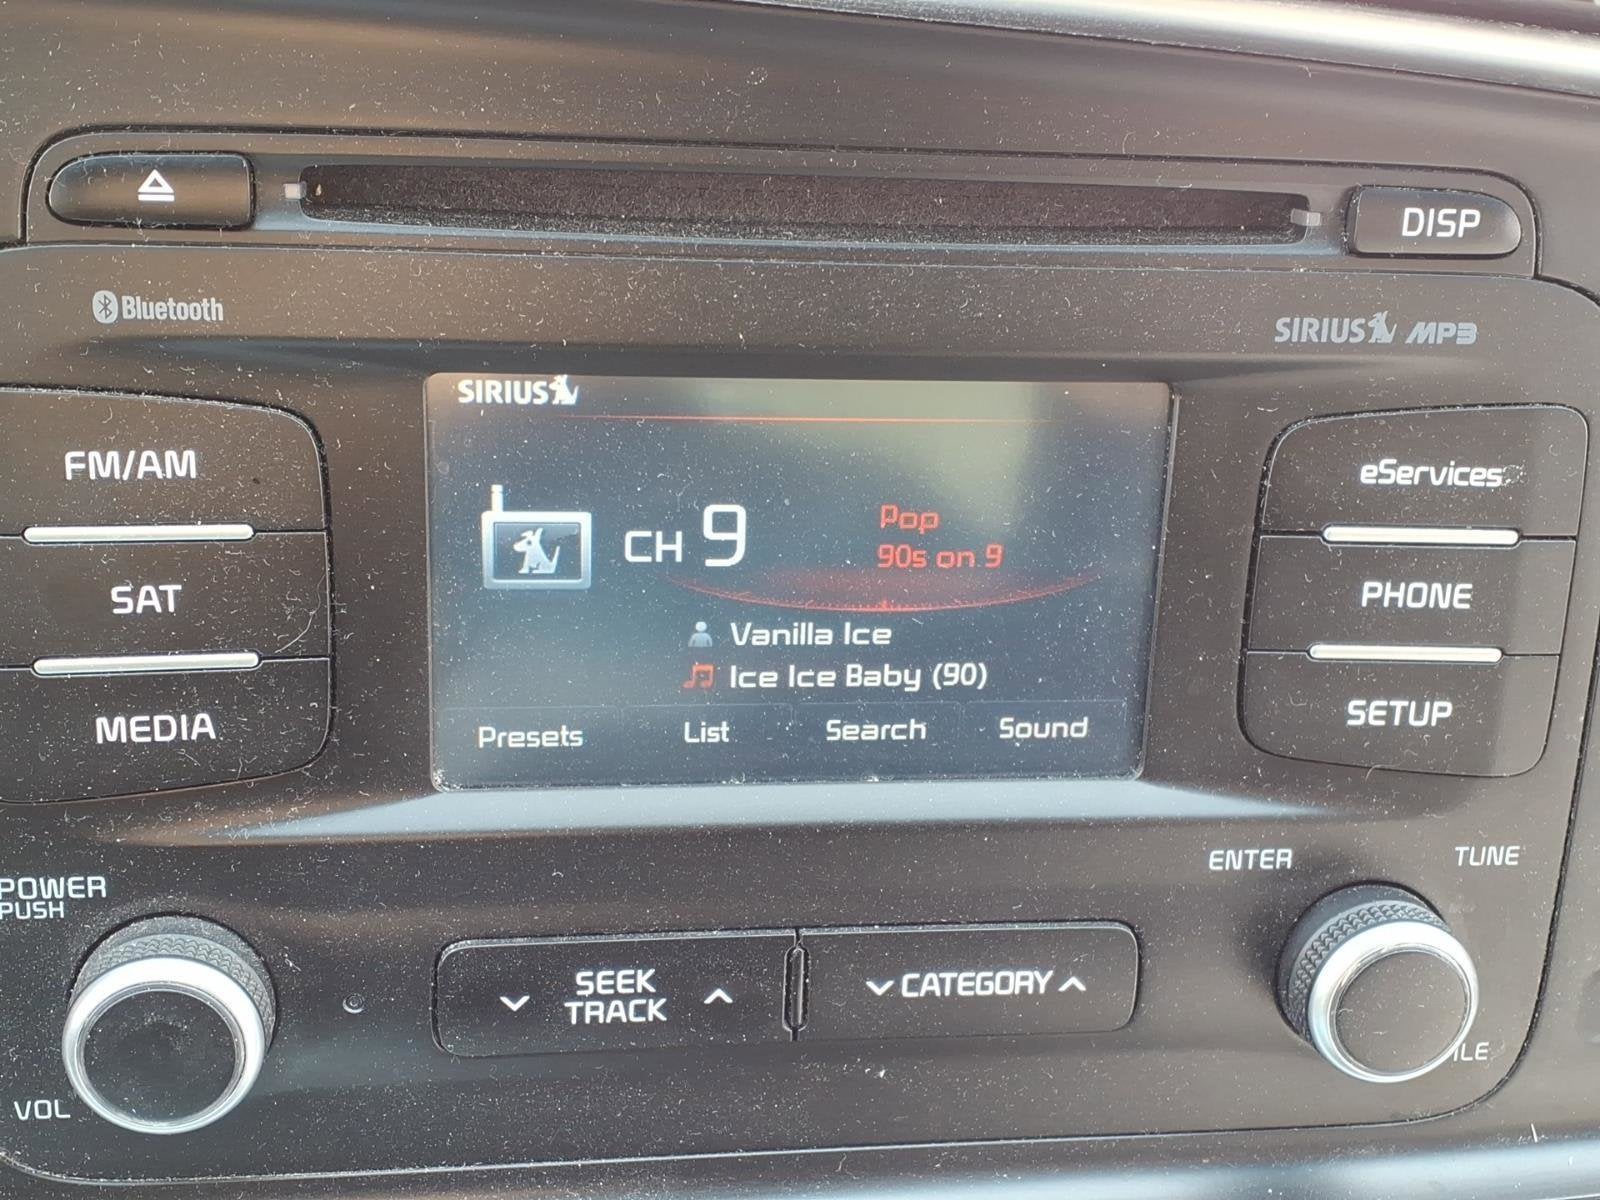 DISP
Bluetooth
SIRIUS MP3
SIRIUS
FM/AM
eServices
CH 9
Pop
90s on 9
SAT
PHONE
Vanilla Ice
Ice Ice Baby (90)
MEDIA
SETUP
Presets List Search Sound
ENTER
TUNE
POWER
PUSH
SEEK
TRACK
CATEGORY
VOL